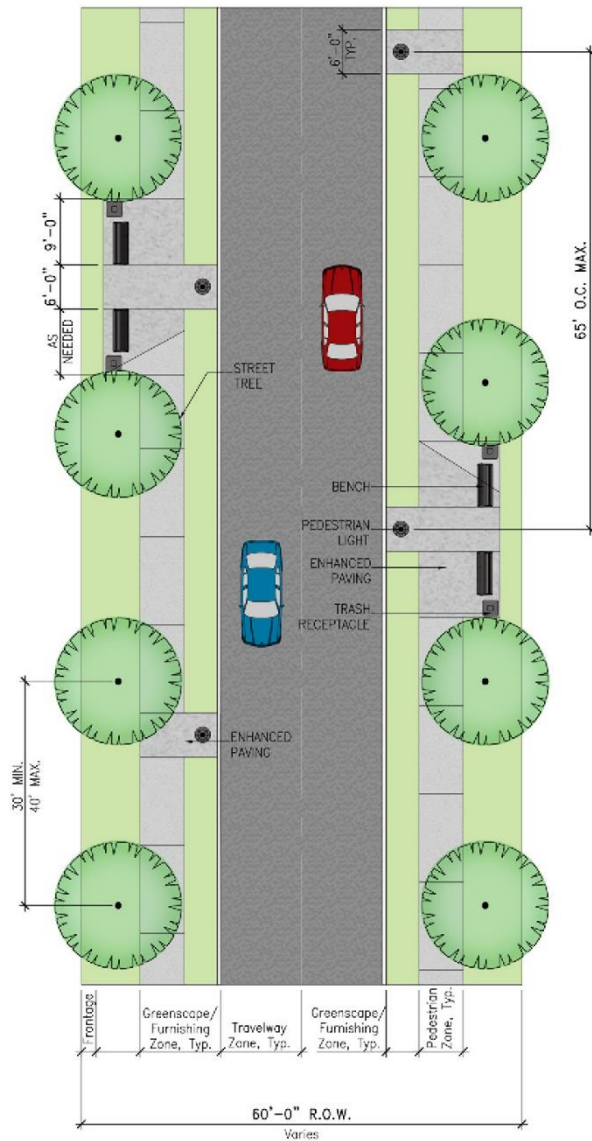 6'-0"
TYP.
9'-0"
6'-0"
AS
NEEDED
65' O.C. MAX.
STREET
TREE
BENCH
PEDESTRIAN
LIGHT
ENHANCED
PAVING
TRASH
RECEPTACLE
ENHANCED
PAVING
30' MIN.
40' MAX.
Frontage
Greenscape/
Furnishing
Zone, Typ.
Travelway
Zone, Typ.
Greenscape/
Furnishing
Zone, Typ.
Pedestrian
Zone, Typ.
60'-0" R.O.W.
Varies